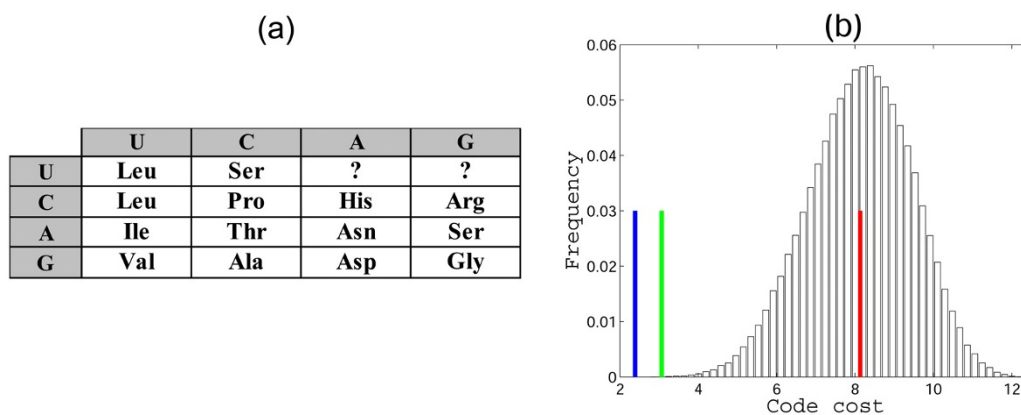 (a)
U C A G
U Leu Ser ? ?
C Leu Pro His Arg
A Ile Thr Asn Ser
G Val Ala Asp Gly
(b)
0.06
0.05
0.04
0.03
0.02
0.01
0
Frequency
2 4 6 8 10 12
Code cost